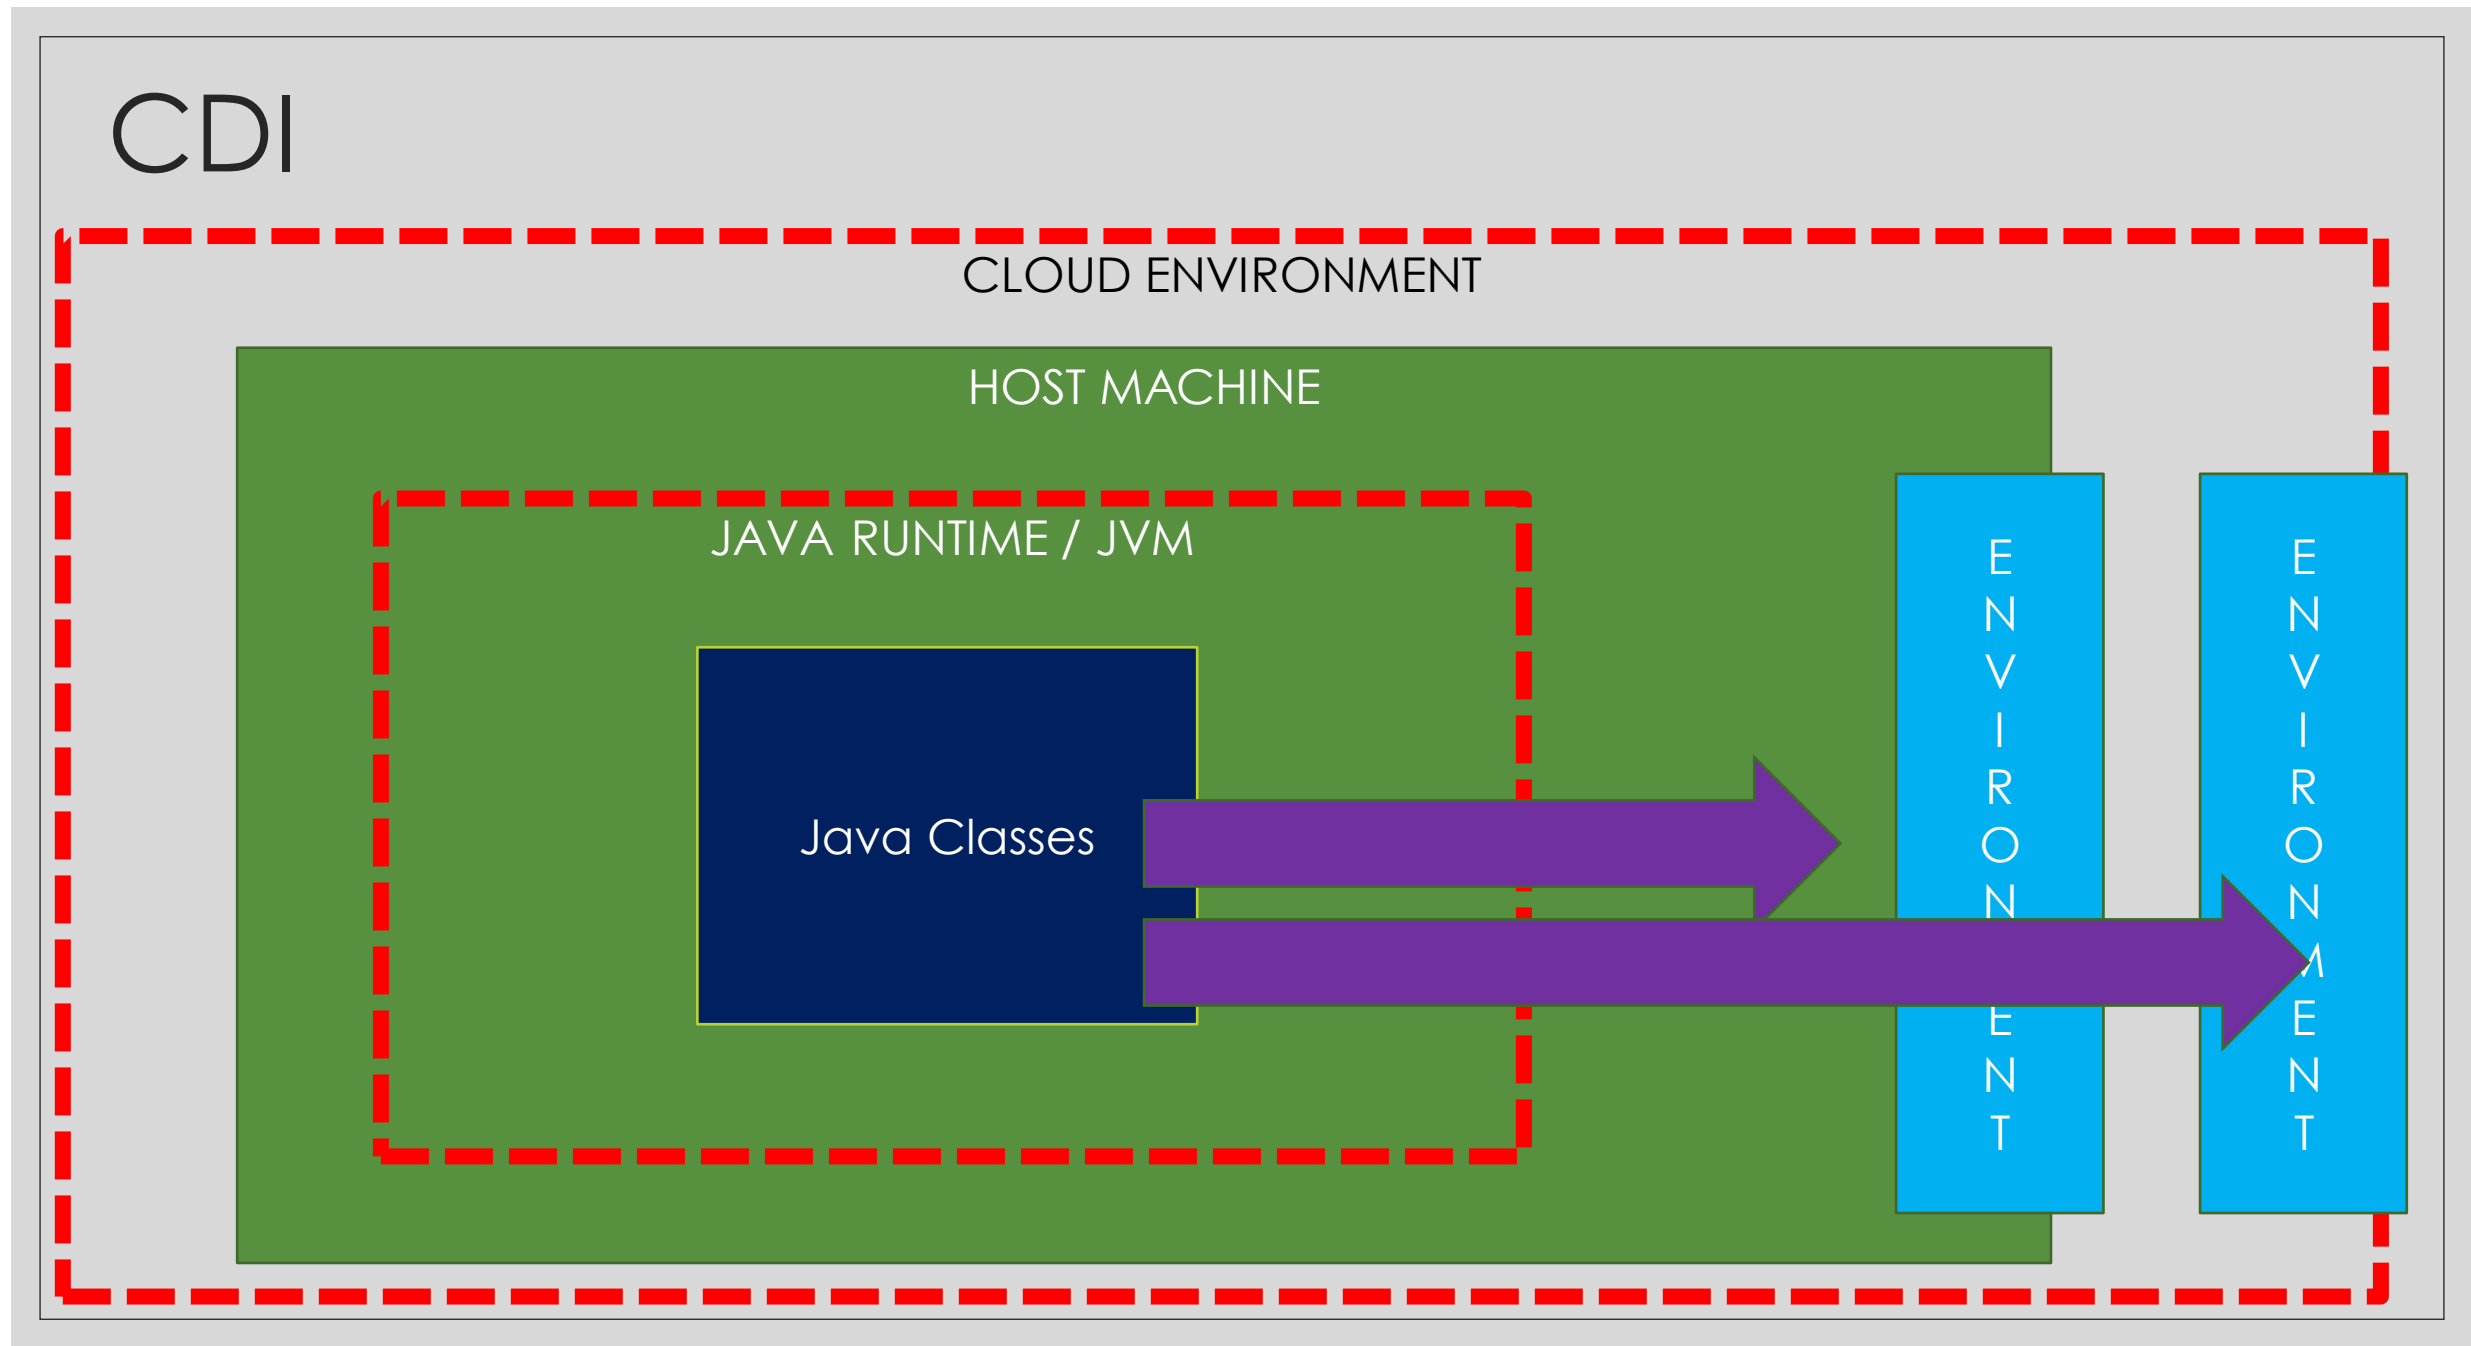 CDI
CLOUD ENVIRONMENT
HOST MACHINE
JAVA RUNTIME / JVM
Java Classes
E
N
V
I
R
O
N
E
N
T
E
N
V
I
R
O
N
M
E
N
T